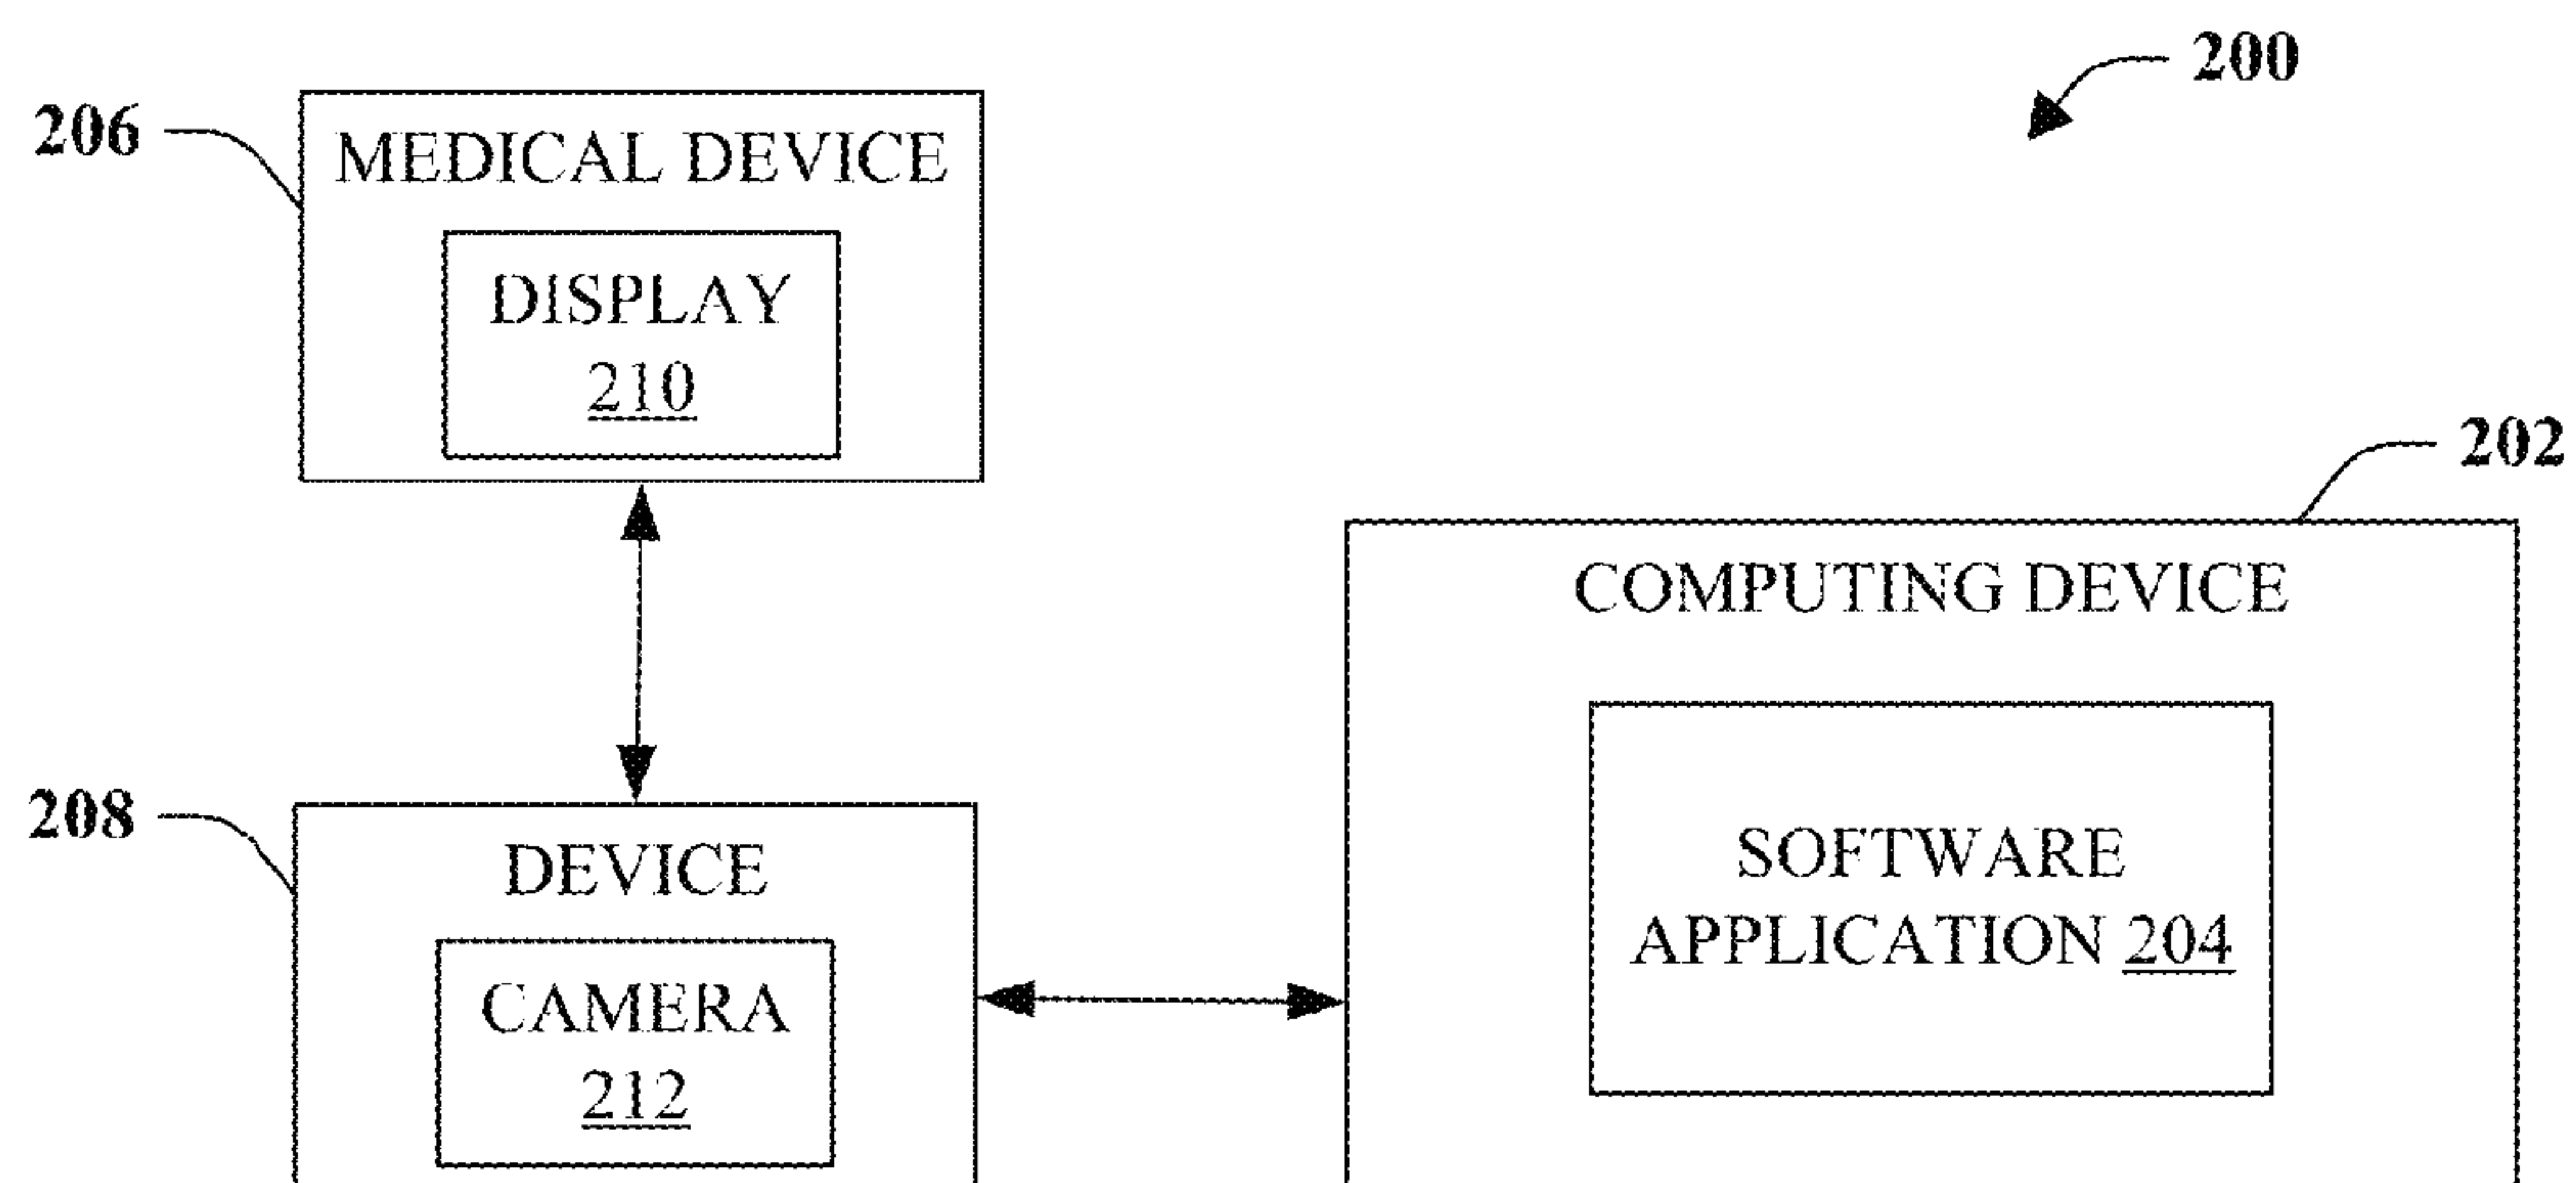 200
206
MEDICAL DEVICE
DISPLAY
210
202
COMPUTING DEVICE
208
DEVICE
SOFTWARE
APPLICATION 204
CAMERA
212